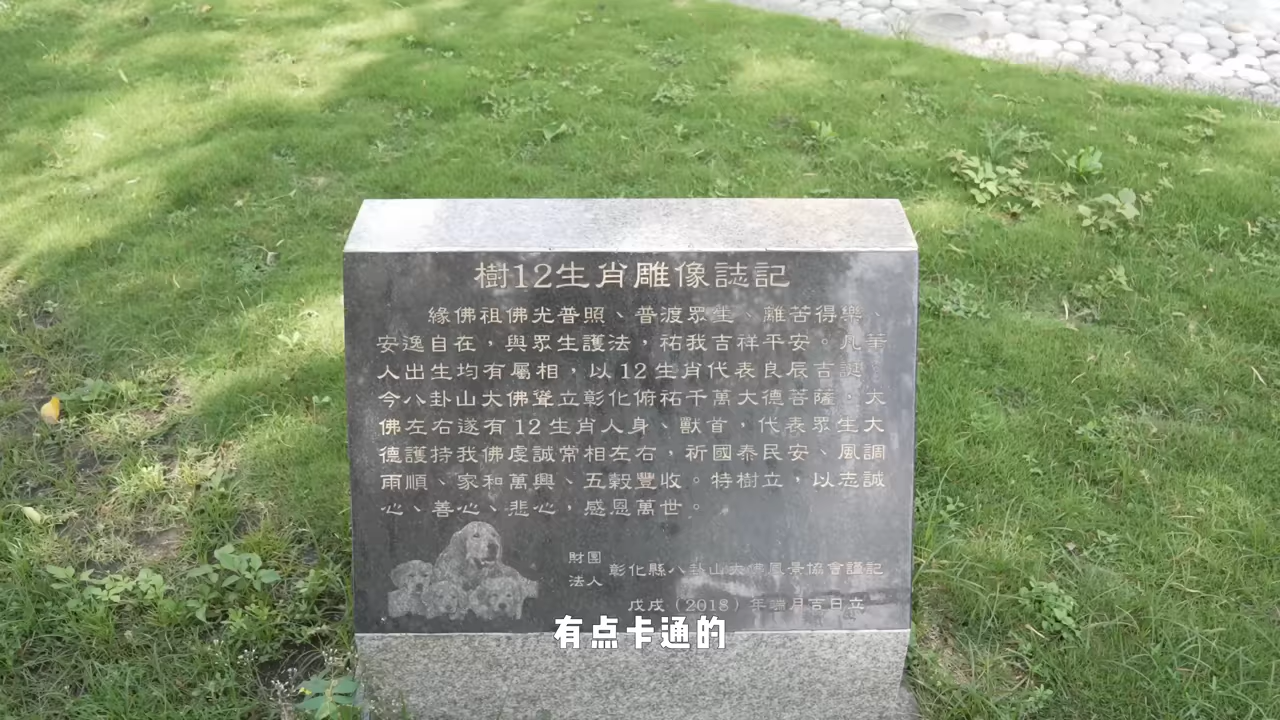 樹12生肖雕像誌記
緣佛祖佛光普照、普渡眾生、離苦得樂、
安逸自在，與眾生護法，祐我吉祥平安。凡華
人出生均有屬相，以12生肖代表良辰吉誕，
今八卦山大佛聳立彰化俯祐千萬大德菩薩，大
佛左右遂有12生肖人身、獸首，代表眾生大
德護持我佛虔誠常相左右，祈國泰民安、風調
雨順、家和萬興、五穀豐收。特樹立，以志誠
心、善心、悲心，感恩萬世。
財團
法人 彰化縣八卦山大佛風景協會謹記
戊戌（2018）年 月吉日立
有点卡通的